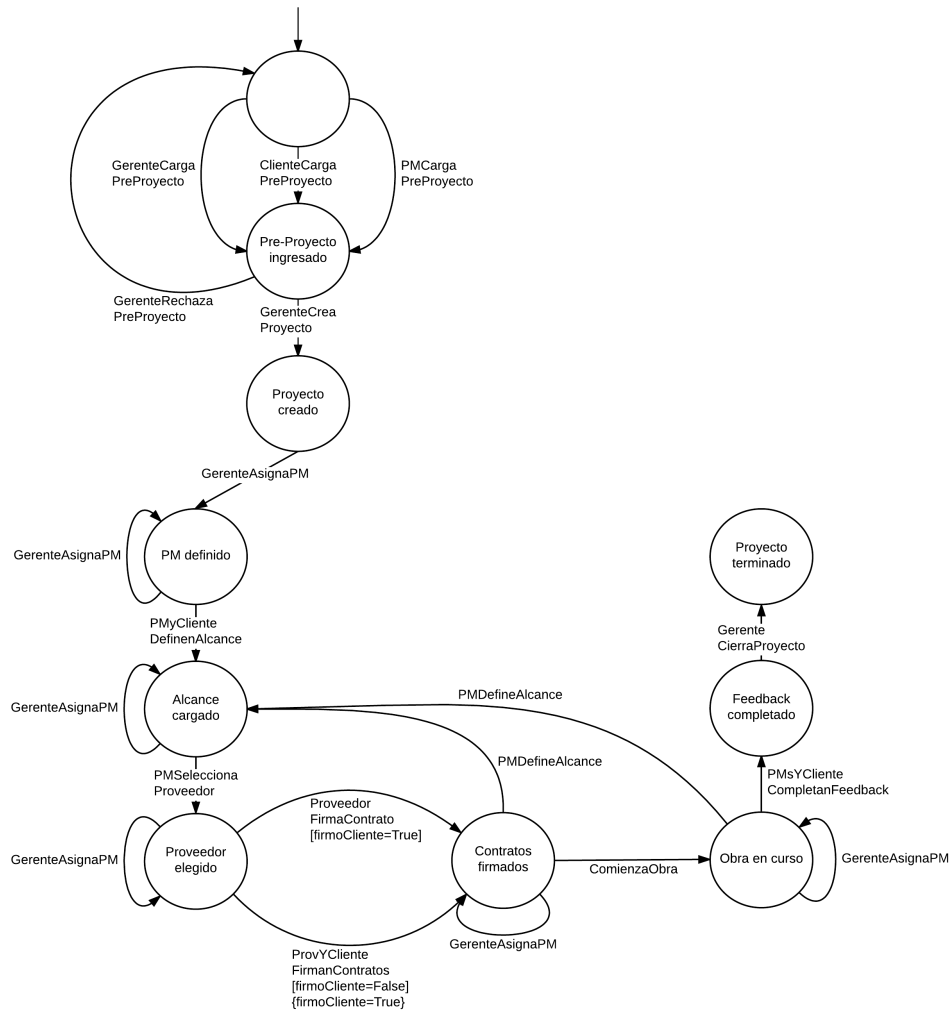 GerenteCarga
PreProyecto
ClienteCarga
PreProyecto
PMCarga
PreProyecto
Pre-Proyecto
ingresado
GerenteRechaza
PreProyecto
GerenteCrea
Proyecto
Proyecto
creado
GerenteAsignaPM
GerenteAsignaPM
PM definido
Proyecto
terminado
PMyCliente
DefinenAlcance
Gerente
CierraProyecto
GerenteAsignaPM
Alcance
cargado
PMDefineAlcance
Feedback
completado
PMDefineAlcance
PMSelecciona
Proveedor
PMsYCliente
CompletanFeedback
Proveedor
FirmaContrato
[firmoCliente=True]
GerenteAsignaPM
Proveedor
elegido
Contratos
firmados
ComienzaObra
Obra en curso
GerenteAsignaPM
GerenteAsignaPM
ProvYCliente
FirmanContratos
[firmoCliente=False]
{firmoCliente=True}